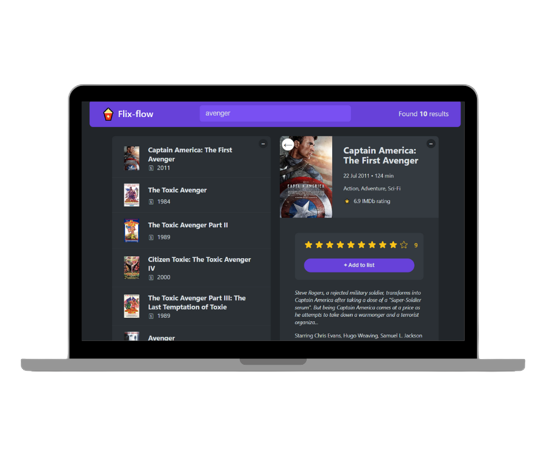 Flix-flow
avenger
Found 10 results
Captain America: The First
Avenger
2011
The Toxic Avenger
1984
The Toxic Avenger Part II
1989
Citizen Toxie: The Toxic Avenger
IV
2000
The Toxic Avenger Part III: The
Last Temptation of Toxie
1989
Avenger
Captain America:
The First Avenger
22 Jul 2011 • 124 min
Action, Adventure, Sci-Fi
6.9 IMDb rating
CAPTAIN AMERICA
9
+ Add to list
Steve Rogers, a rejected military soldier, transforms into
Captain America after taking a dose of a "Super-Soldier
serum". But being Captain America comes at a price as
he attempts to take down a warmonger and a terrorist
organiza...
Starring Chris Evans, Hugo Weaving, Samuel L. Jackson